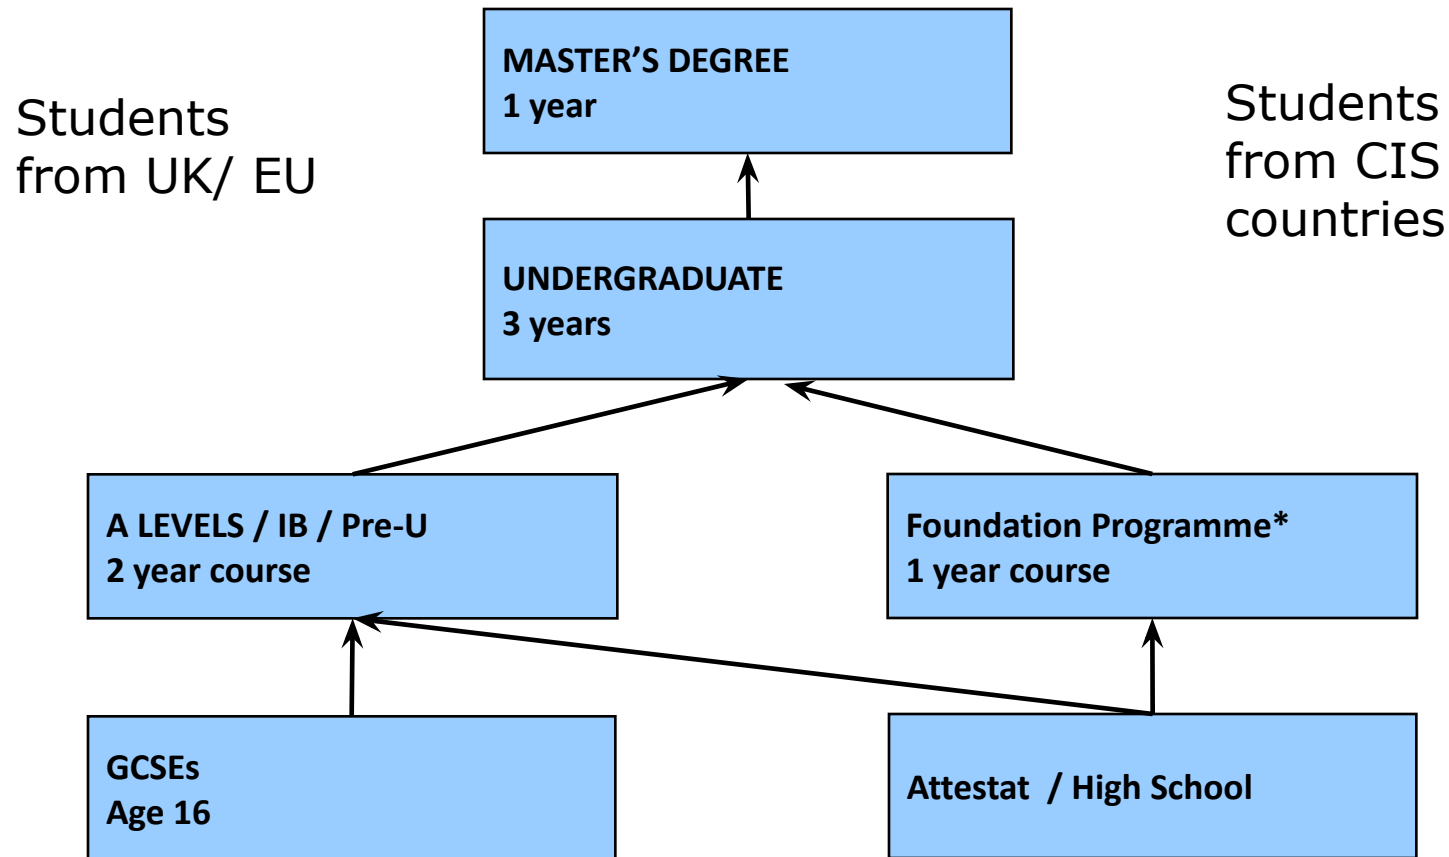 MASTER’S DEGREE
1 year
Students
from UK/ EU
Students
from CIS
countries
UNDERGRADUATE
3 years
A LEVELS / IB / Pre-U
2 year course
Foundation Programme*
1 year course
GCSEs
Age 16
Attestat / High School